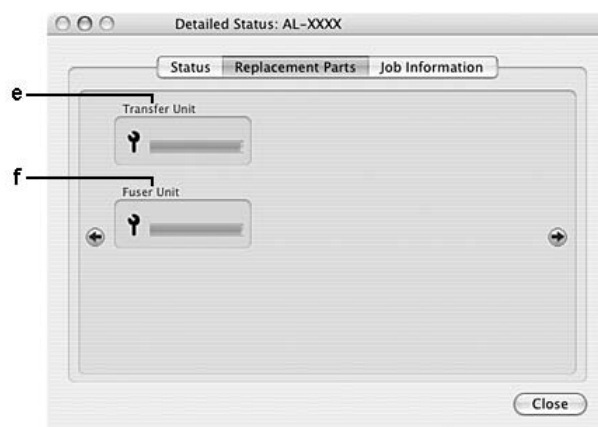 Detailed Status: AL-XXXX
Status Replacement Parts Job Information
e
Transfer Unit
f
Fuser Unit
Close